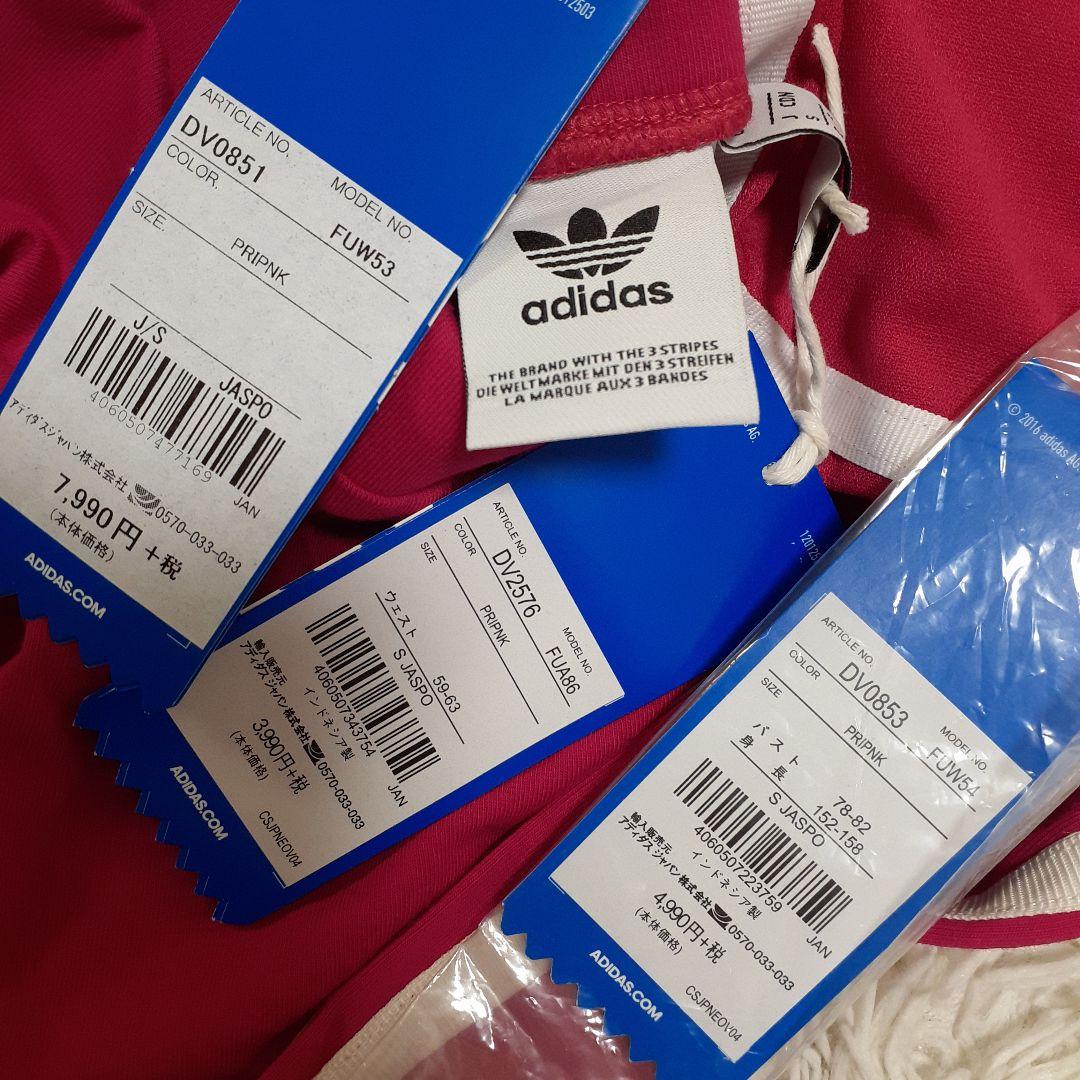 ARTICLE NO.
DV0851
MODEL NO.
FUW53
COLOR.
PRIPNK
SIZE.
J/S
JASPO
4060507477169
JAN
アディダスジャパン株式会社 0570-033-033
7,990円+税
(本体価格)
ADIDAS.COM
adidas
THE BRAND WITH THE 3 STRIPES
DIE WELTMARKE MIT DEN 3 STREIFEN
LA MARQUE AUX 3 BANDES
AG.
ARTICLE NO.
DV2576
MODEL NO.
FUA86
COLOR
PRIPNK
SIZE
ウェスト 59-63
S JASPO
4060507343754
JAN
インドネシア製
輸入販売元
アディダス ジャパン株式会社 0570-033-033
3,990円+税
(本体価格)
CSJPNEOV04
ADIDAS.COM
© 2016 adidas AG
ARTICLE NO.
DV0853
MODEL NO.
FUW54
COLOR
PRIPNK
SIZE
バスト 78-82
身長 152-158
S JASPO
4060507223759
JAN
インドネシア製
輸入販売元
アディダス ジャパン株式会社 0570-033-033
4,990円+税
(本体価格)
CSJPNEOV04
ADIDAS.COM